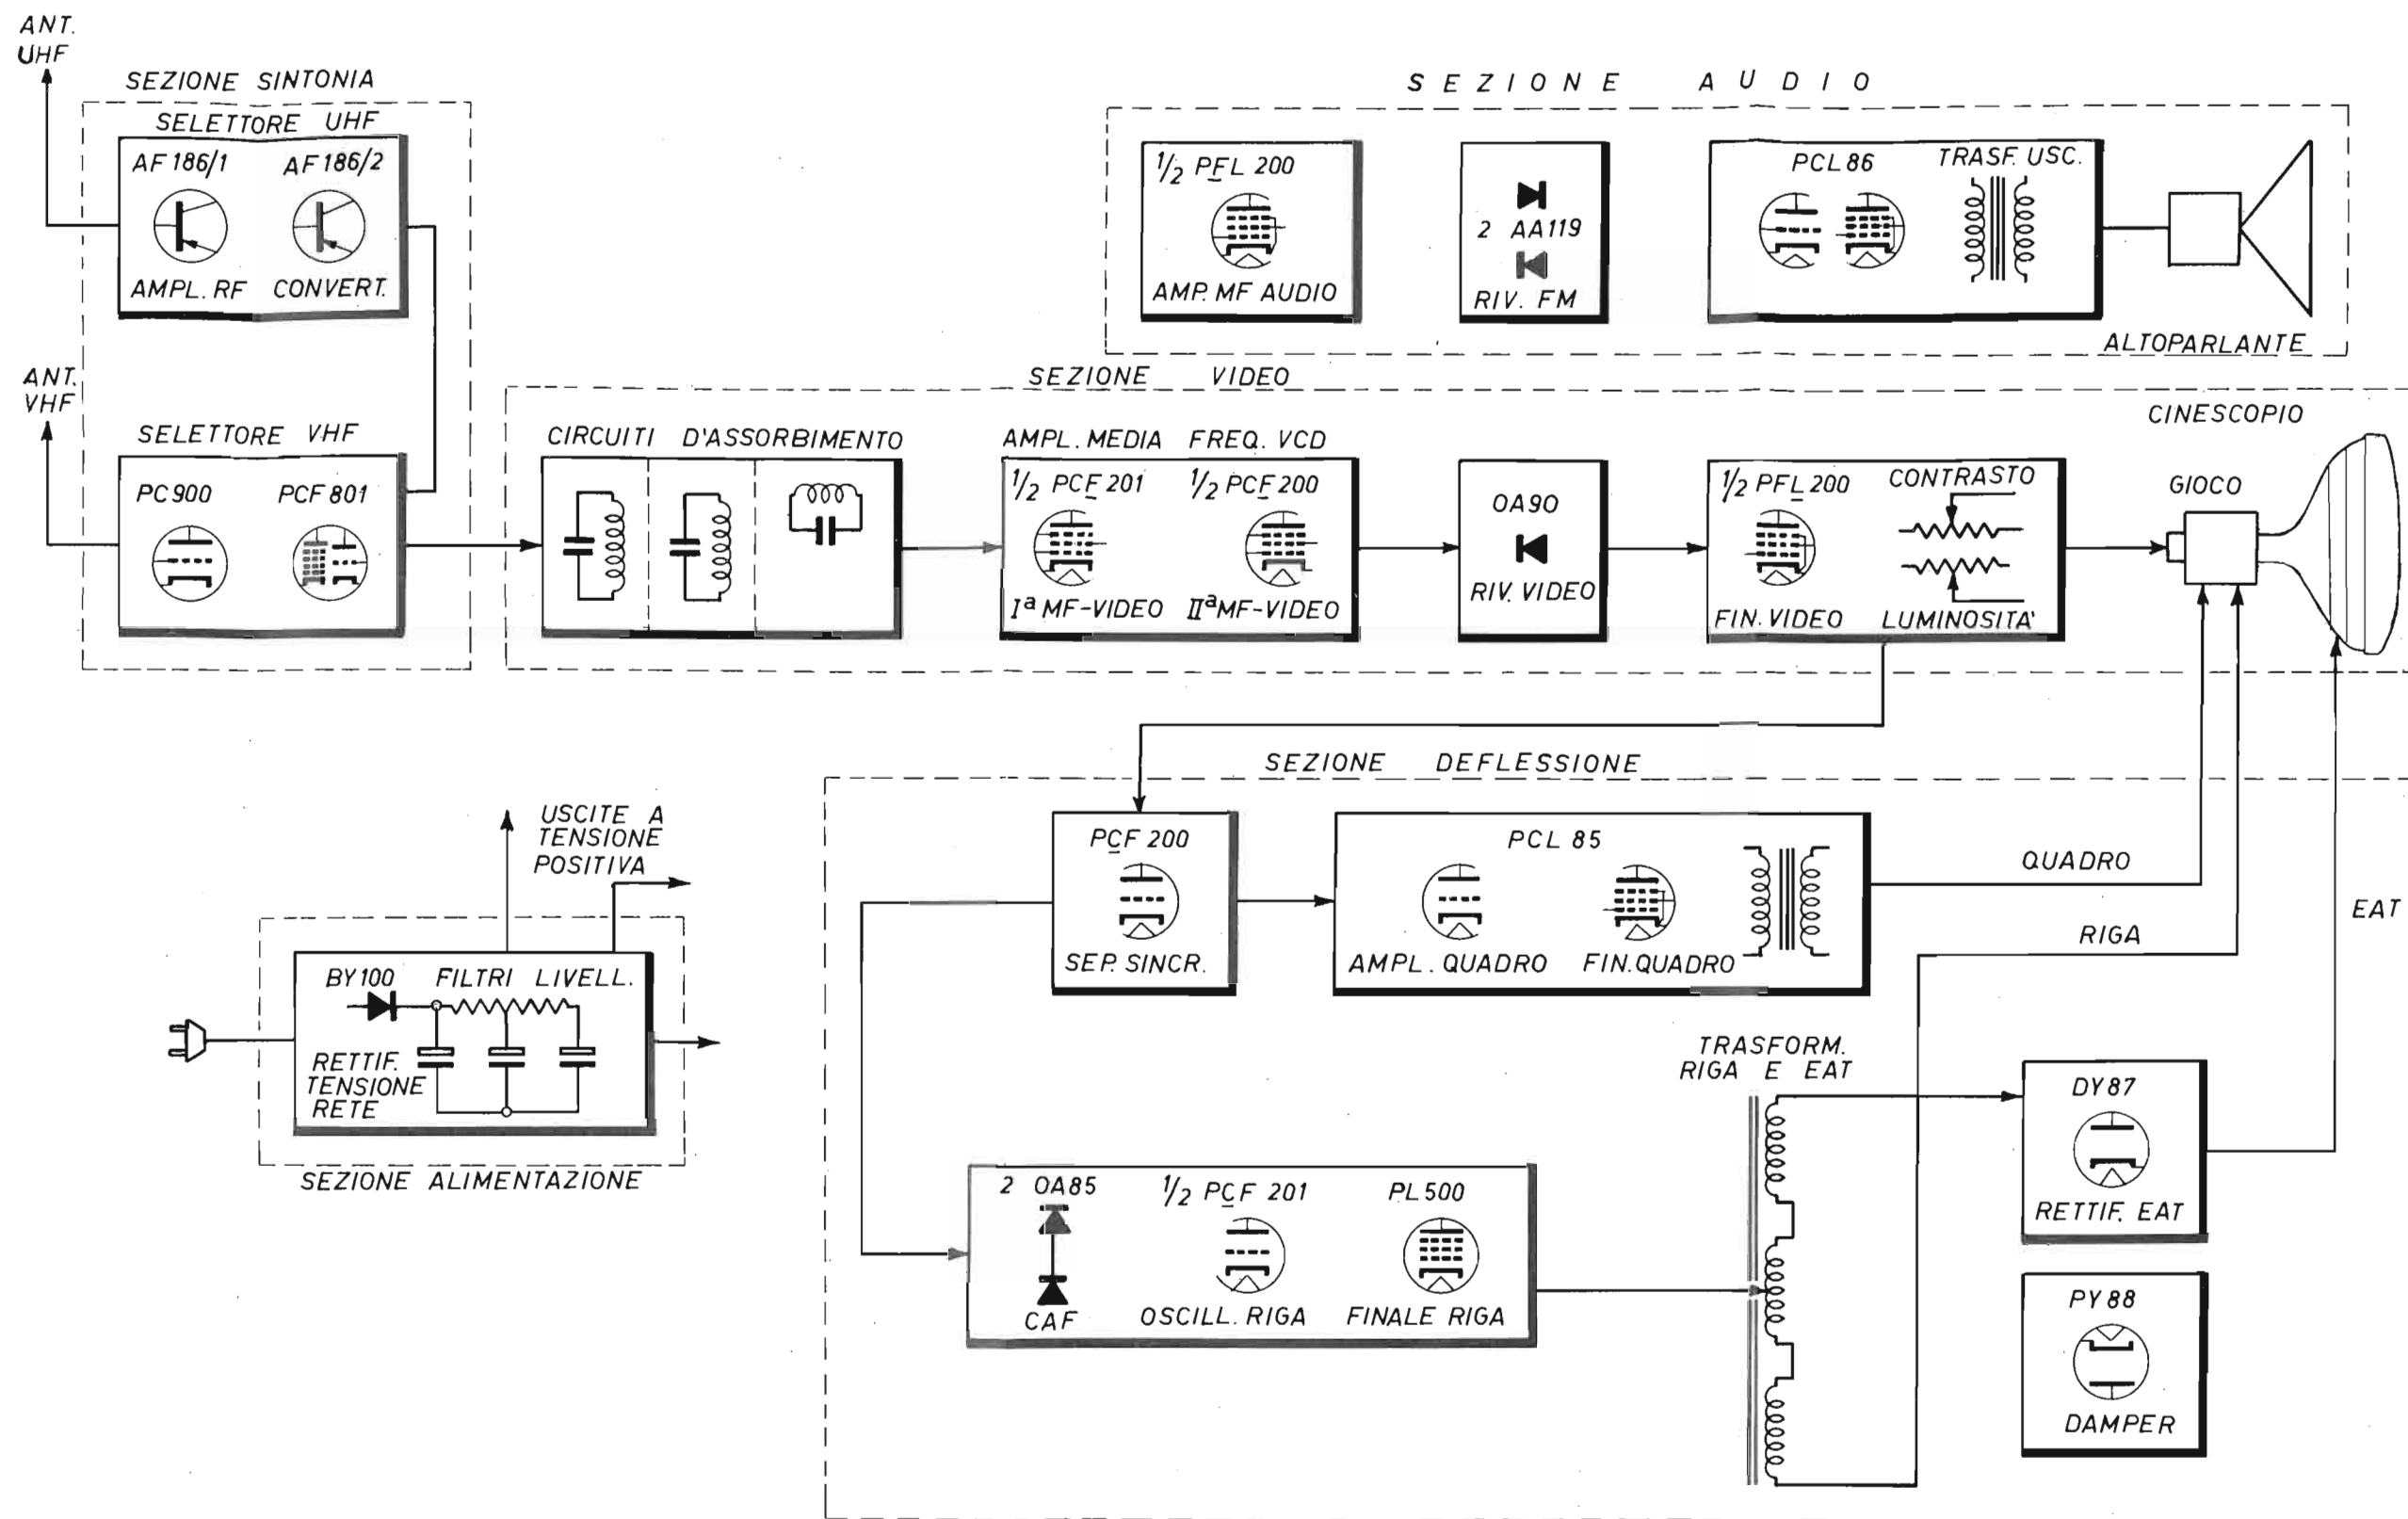 ANT.
UHF
SEZIONE SINTONIA
SELETTORE UHF
AF 186/1
AF 186/2
AMPL. RF
CONVERT.
ANT.
VHF
SELETTORE VHF
PC 900
PCF 801
SEZIONE AUDIO
1/2 PFL 200
AMP. MF AUDIO
2 AA119
RIV. FM
PCL 86
TRASF. USC.
ALTOPARLANTE
SEZIONE VIDEO
CIRCUITI D'ASSORBIMENTO
AMPL. MEDIA FREQ. VCD
1/2 PCF 201
1/2 PCF 200
Iª MF-VIDEO
IIª MF-VIDEO
OA90
RIV. VIDEO
1/2 PFL 200
CONTRASTO
FIN. VIDEO
LUMINOSITA'
CINESCOPIO
GIOCO
SEZIONE DEFLESSIONE
PCF 200
SEP. SINCR.
PCL 85
AMPL. QUADRO
FIN. QUADRO
QUADRO
RIGA
EAT
USCITE A
TENSIONE
POSITIVA
BY100
FILTRI LIVELL.
RETTIF.
TENSIONE
RETE
SEZIONE ALIMENTAZIONE
2 OA85
CAF
1/2 PCF 201
OSCILL. RIGA
PL 500
FINALE RIGA
TRASFORM.
RIGA E EAT
DY87
RETTIF. EAT
PY 88
DAMPER